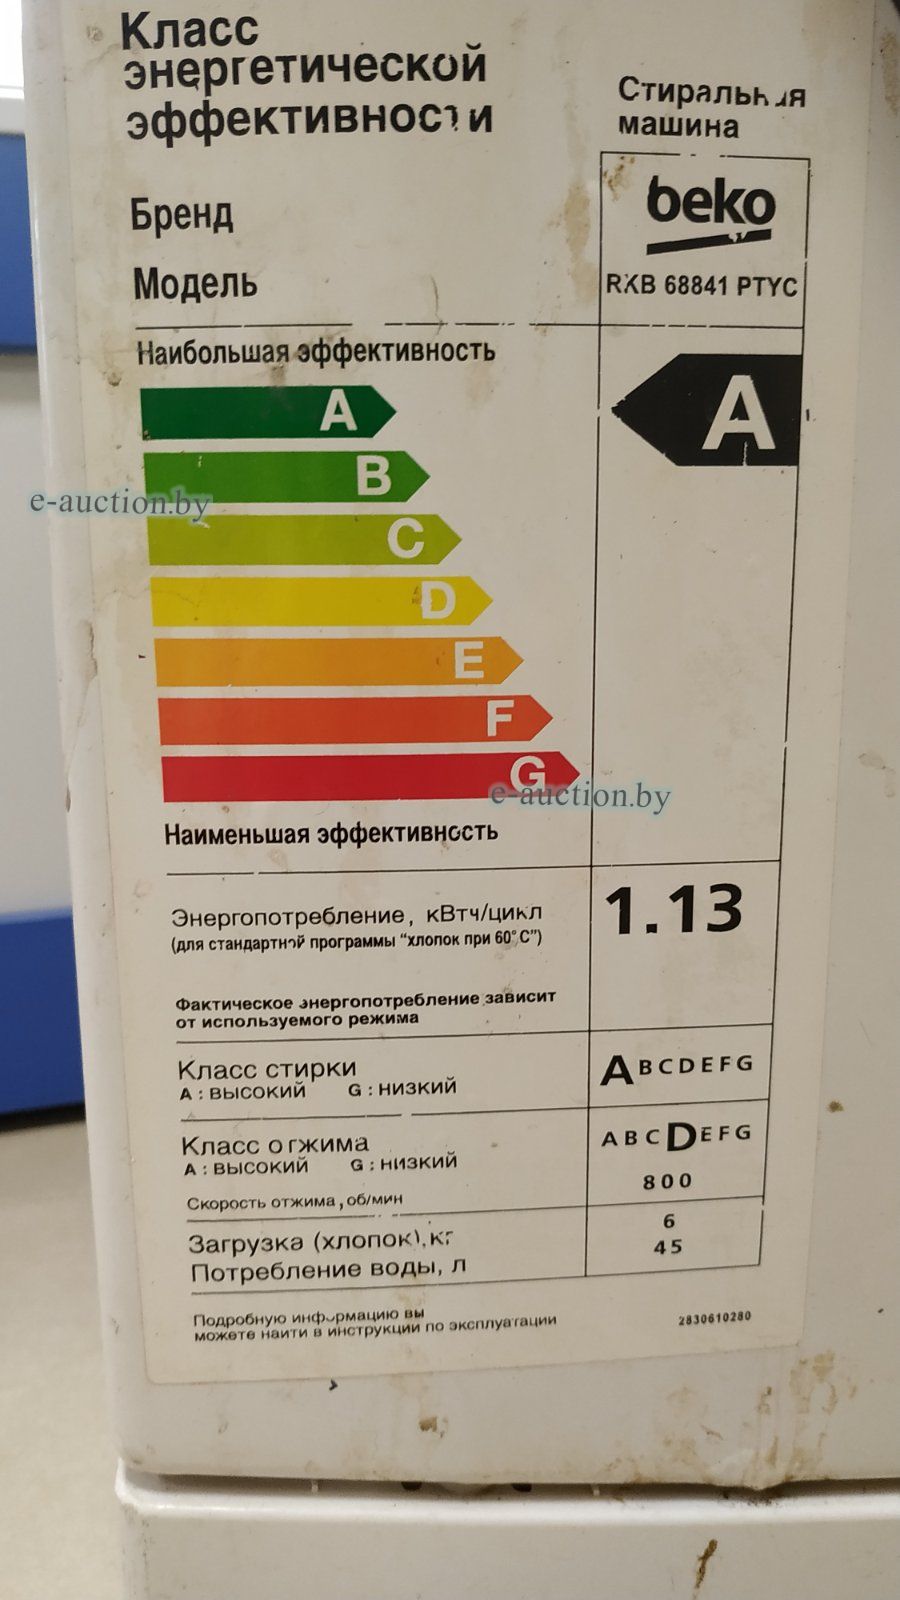 Класс
энергетической
эффективности
Стиральная
машина
Бренд
beko
Модель
RKB 68841 PTYC
Наибольшая эффективность
A
A
B
e-auction.by
C
D
E
F
G
e-auction.by
Наименьшая эффективность
Энергопотребление, кВтч/цикл
1.13
(для стандартной программы “хлопок при 60°C”)
Фактическое энергопотребление зависит
от используемого режима
Класс стирки
ABCDEFG
A : ВЫСОКИЙ G : НИЗКИЙ
Класс отжима
ABCDEFG
A : ВЫСОКИЙ G : НИЗКИЙ
Скорость отжима, об/мин
800
Загрузка (хлопок), кг
6
Потребление воды, л
45
Подробную информацию вы
можете найти в инструкции по эксплуатации
2830610280